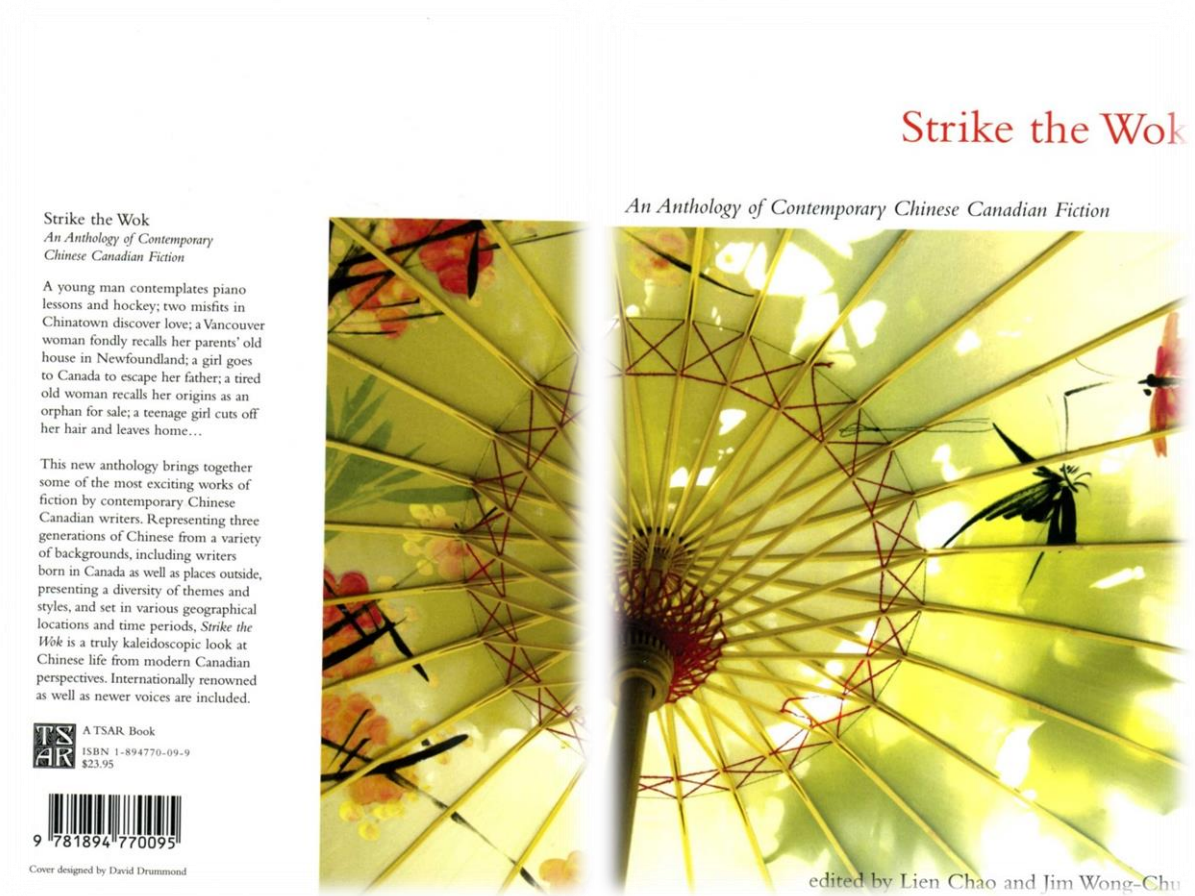 Strike the Wok
An Anthology of Contemporary
Chinese Canadian Fiction
A young man contemplates piano
lessons and hockey; two misfits in
Chinatown discover love; a Vancouver
woman fondly recalls her parents' old
house in Newfoundland; a girl goes
to Canada to escape her father; a tired
old woman recalls her origins as an
orphan for sale; a teenage girl cuts off
her hair and leaves home...
This new anthology brings together
some of the most exciting works of
fiction by contemporary Chinese
Canadian writers. Representing three
generations of Chinese from a variety
of backgrounds, including writers
born in Canada as well as places outside,
presenting a diversity of themes and
styles, and set in various geographical
locations and time periods, Strike the
Wok is a truly kaleidoscopic look at
Chinese life from modern Canadian
perspectives. Internationally renowned
as well as newer voices are included.
TS
AR
A TSAR Book
ISBN 1-894770-09-9
$23.95
9 781894 770095
Cover designed by David Drummond
Strike the Wok
An Anthology of Contemporary Chinese Canadian Fiction
edited by Lien Chao and Jim Wong-Chu